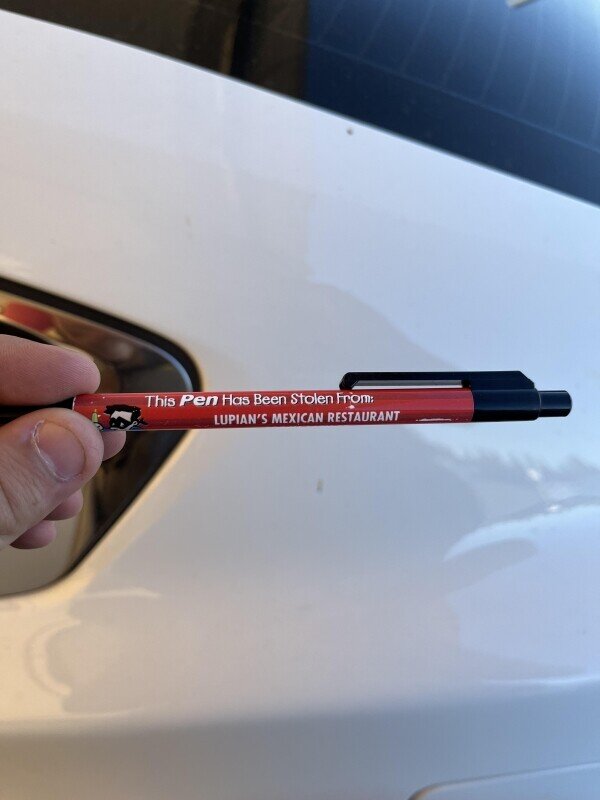 This Pen Has Been Stolen From:
LUPIAN'S MEXICAN RESTAURANT